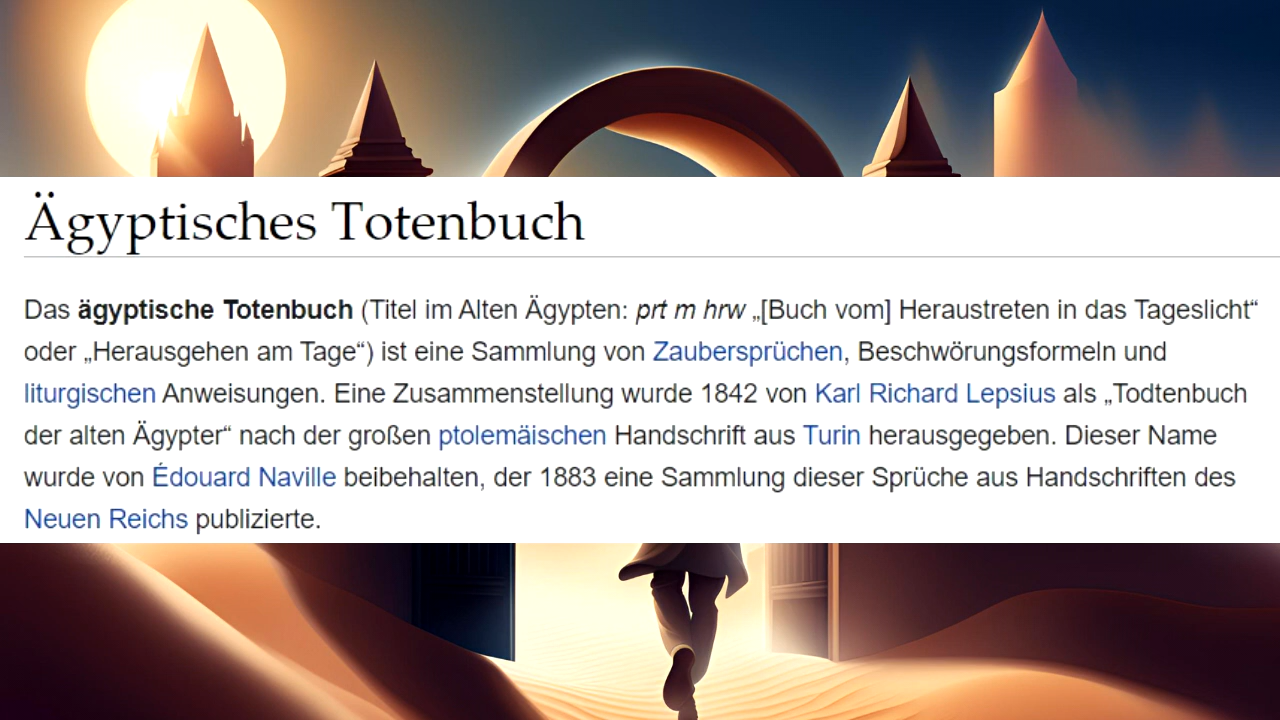 Ägyptisches Totenbuch
Das ägyptische Totenbuch (Titel im Alten Ägypten: prt m hrw „[Buch vom] Heraustreten in das Tageslicht“
oder „Herausgehen am Tage“) ist eine Sammlung von Zaubersprüchen, Beschwörungsformeln und
liturgischen Anweisungen. Eine Zusammenstellung wurde 1842 von Karl Richard Lepsius als „Todtenbuch
der alten Ägypter“ nach der großen ptolemäischen Handschrift aus Turin herausgegeben. Dieser Name
wurde von Édouard Naville beibehalten, der 1883 eine Sammlung dieser Sprüche aus Handschriften des
Neuen Reichs publizierte.